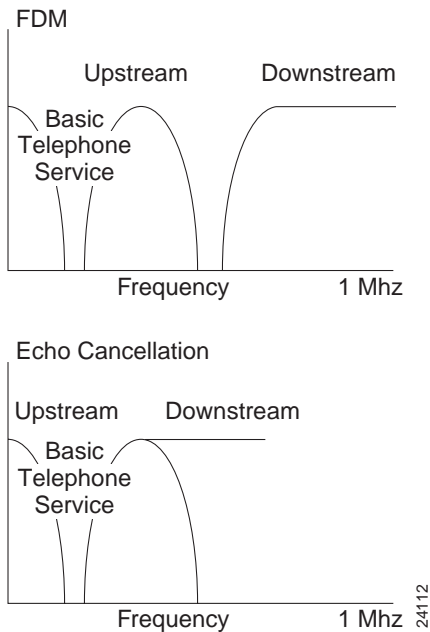 FDM
Upstream Downstream
Basic
Telephone
Service
Frequency 1 Mhz
Echo Cancellation
Upstream Downstream
Basic
Telephone
Service
Frequency 1 Mhz
24112